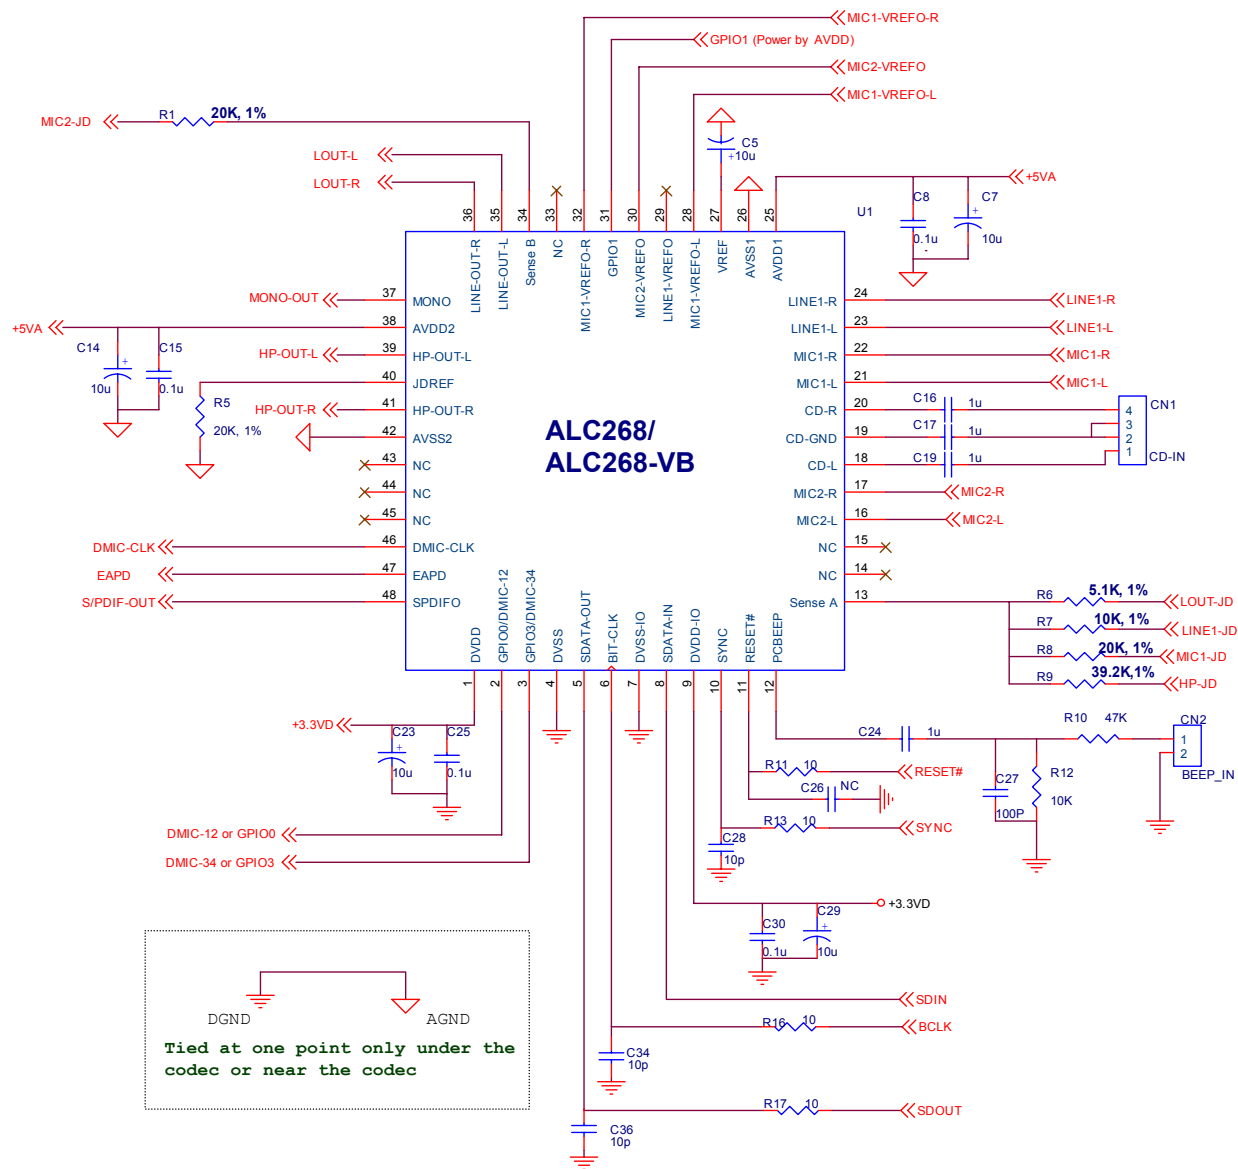 MIC1-VREFO-R
GPIO1 (Power by AVDD)
MIC2-VREFO
MIC1-VREFO-L
MIC2-JD
R1
20K, 1%
C5
+10u
LOUT-L
LOUT-R
+5VA
C8
0.1u
C7
+
10u
U1
36
35
34
33
32
31
30
29
28
27
26
25
LINE-OUT-R
LINE-OUT-L
Sense B
NC
MIC1-VREFO-R
GPIO1
MIC2-VREFO
LINE1-VREFO
MIC1-VREFO-L
VREF
AVSS1
AVDD1
MONO-OUT
37
MONO
+5VA
38
AVDD2
C14
+
10u
C15
0.1u
HP-OUT-L
39
HP-OUT-L
40
JDREF
R5
20K, 1%
HP-OUT-R
41
HP-OUT-R
42
AVSS2
43
NC
44
NC
45
NC
DMIC-CLK
46
DMIC-CLK
EAPD
47
EAPD
S/PDIF-OUT
48
SPDIFO
ALC268/
ALC268-VB
LINE1-R
24
LINE1-R
LINE1-L
23
LINE1-L
MIC1-R
22
MIC1-R
MIC1-L
21
MIC1-L
CD-R
20
C16
1u
CD-GND
19
C17
1u
CD-L
18
C19
1u
CN1
4
3
2
1
CD-IN
MIC2-R
17
MIC2-R
MIC2-L
16
MIC2-L
NC
15
NC
14
Sense A
13
R6
5.1K, 1%
LOUT-JD
R7
10K, 1%
LINE1-JD
R8
20K, 1%
MIC1-JD
R9
39.2K,1%
HP-JD
DVDD
GPIO0/DMIC-12
GPIO3/DMIC-34
DVSS
SDATA-OUT
BIT-CLK
DVSS-IO
SDATA-IN
DVDD-IO
SYNC
RESET#
PCBEEP
1
2
3
4
5
6
7
8
9
10
11
12
+3.3VD
C23
+
10u
C25
0.1u
C24
1u
R10
47K
CN2
1
2
BEEP_IN
C27
100P
R12
10K
R11
10
RESET#
C26
NC
R13
10
SYNC
C28
10p
DMIC-12 or GPIO0
DMIC-34 or GPIO3
+3.3VD
C30
0.1u
C29
+
10u
SDIN
R16
10
BCLK
C34
10p
R17
10
SDOUT
C36
10p
DGND
AGND
Tied at one point only under the
codec or near the codec